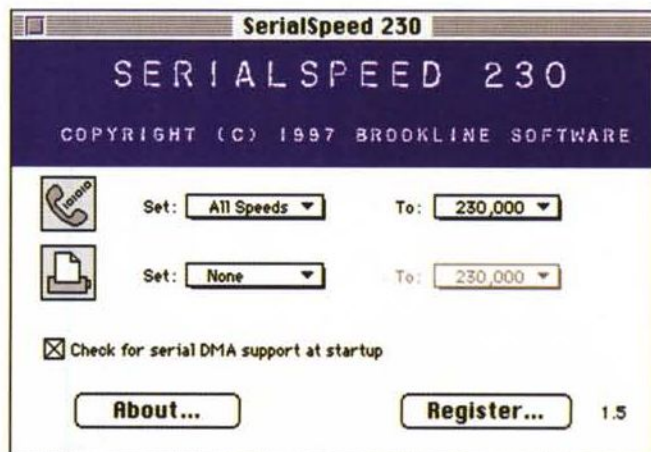 SerialSpeed 230
SERIALSPEED 230
COPYRIGHT (C) 1997 BROOKLINE SOFTWARE
Set: All Speeds To: 230,000
Set: None To: 230,000
Check for serial DMA support at startup
About... Register... 1.5